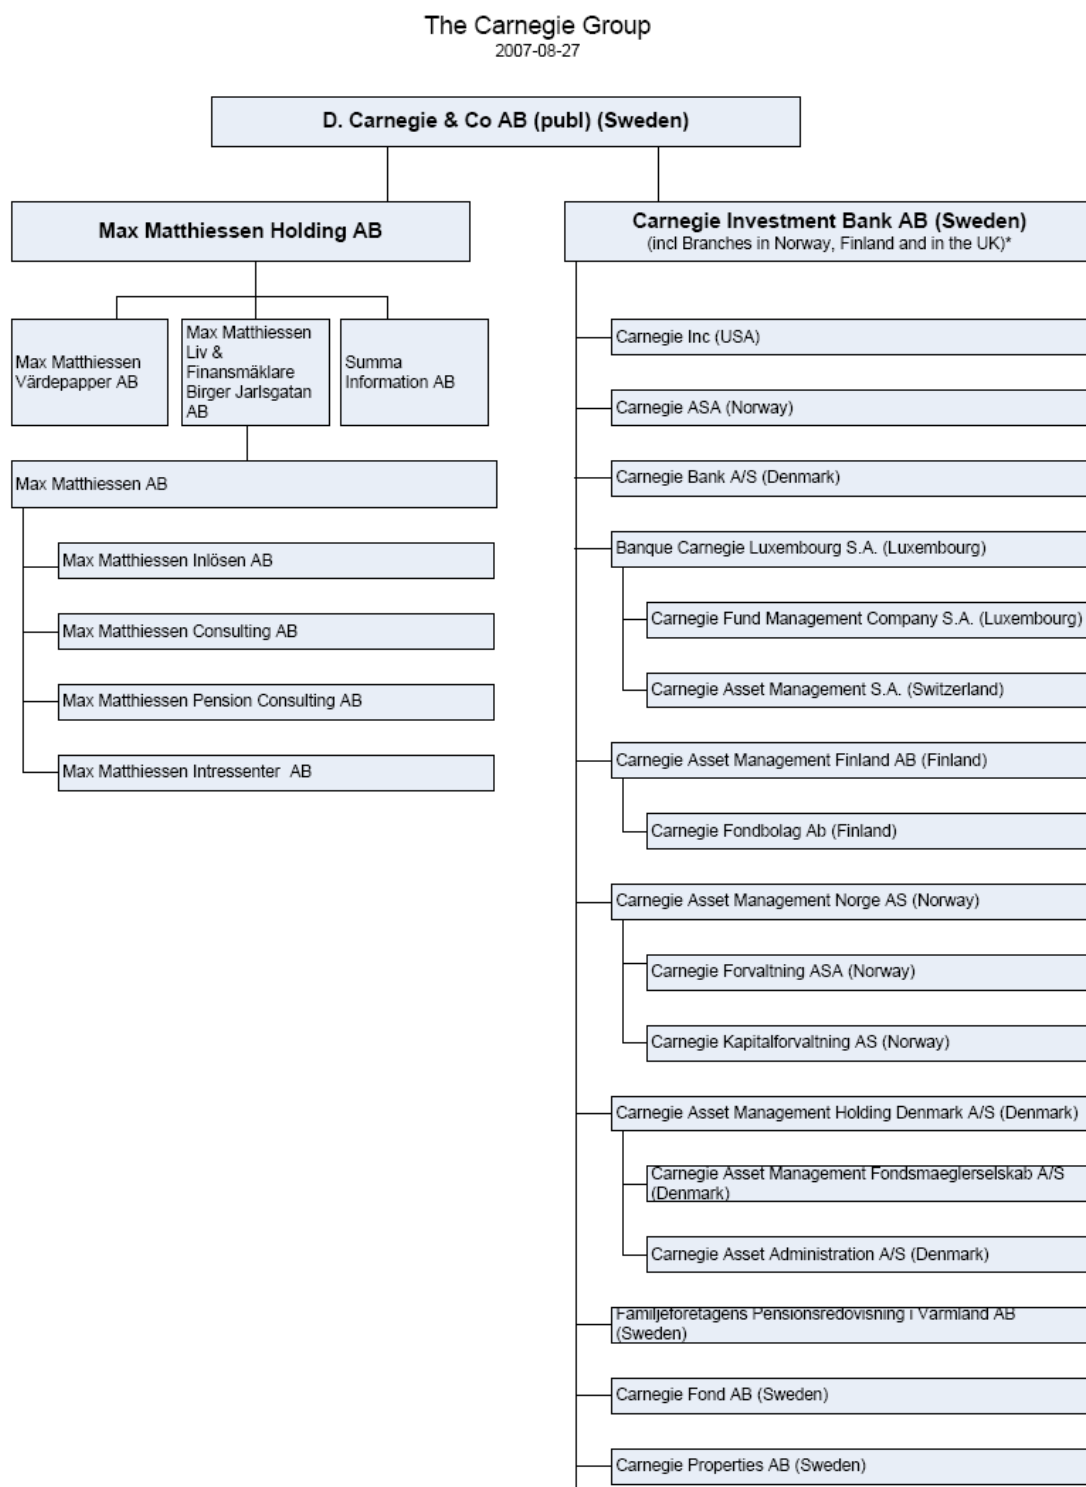 The Carnegie Group
2007-08-27
D. Carnegie & Co AB (publ) (Sweden)
Max Matthiessen Holding AB
Max Matthiessen
Värdepapper AB
Max Matthiessen
Liv &
Finansmäklare
Birger Jarlsgatan
AB
Summa
Information AB
Max Matthiessen AB
Max Matthiessen Inlösen AB
Max Matthiessen Consulting AB
Max Matthiessen Pension Consulting AB
Max Matthiessen Intressenter AB
Carnegie Investment Bank AB (Sweden)
(incl Branches in Norway, Finland and in the UK)*
Carnegie Inc (USA)
Carnegie ASA (Norway)
Carnegie Bank A/S (Denmark)
Banque Carnegie Luxembourg S.A. (Luxembourg)
Carnegie Fund Management Company S.A. (Luxembourg)
Carnegie Asset Management S.A. (Switzerland)
Carnegie Asset Management Finland AB (Finland)
Carnegie Fondbolag Ab (Finland)
Carnegie Asset Management Norge AS (Norway)
Carnegie Forvaltning ASA (Norway)
Carnegie Kapitalforvaltning AS (Norway)
Carnegie Asset Management Holding Denmark A/S (Denmark)
Carnegie Asset Management Fondsmaeglerselskab A/S
(Denmark)
Carnegie Asset Administration A/S (Denmark)
Familjeföretagens Pensionsredovisning i Värmland AB
(Sweden)
Carnegie Fond AB (Sweden)
Carnegie Properties AB (Sweden)